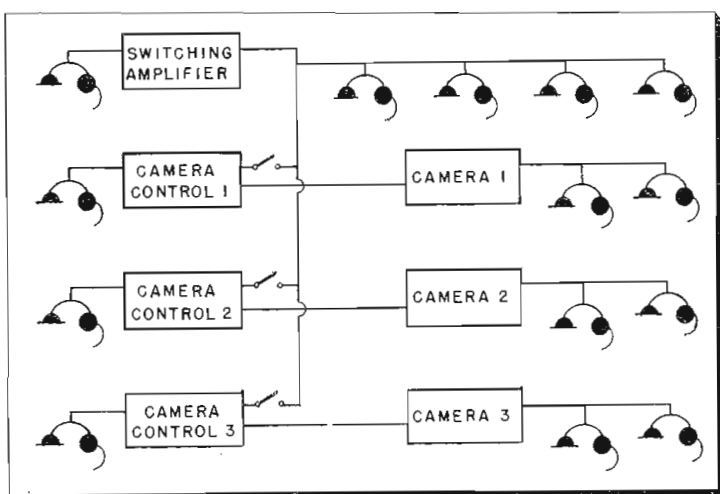 SWITCHING
AMPLIFIER
CAMERA
CONTROL 1
CAMERA 1
CAMERA
CONTROL 2
CAMERA 2
CAMERA
CONTROL 3
CAMERA 3